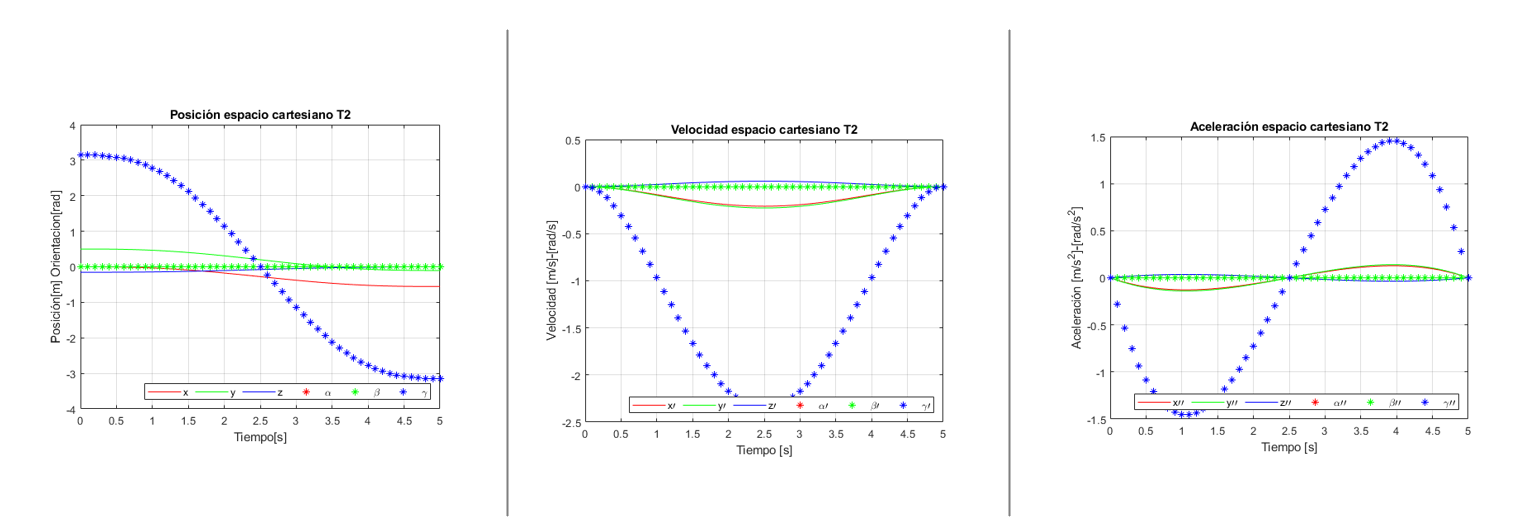 Posición espacio cartesiano T2
4
3
2
1
0
-1
-2
-3
-4
Posición[m] Orientacion[rad]
x y z α β γ
0 0.5 1 1.5 2 2.5 3 3.5 4 4.5 5
Tiempo[s]
Velocidad espacio cartesiano T2
0.5
0
-0.5
-1
-1.5
-2
-2.5
Velocidad [m/s]-[rad/s]
x′ y′ z′ α′ β′ γ′
0 0.5 1 1.5 2 2.5 3 3.5 4 4.5 5
Tiempo [s]
Aceleración espacio cartesiano T2
1.5
1
0.5
0
-0.5
-1
-1.5
Aceleración [m/s²]-[rad/s²]
x′′ y′′ z′′ α′′ β′′ γ′′
0 0.5 1 1.5 2 2.5 3 3.5 4 4.5 5
Tiempo [s]